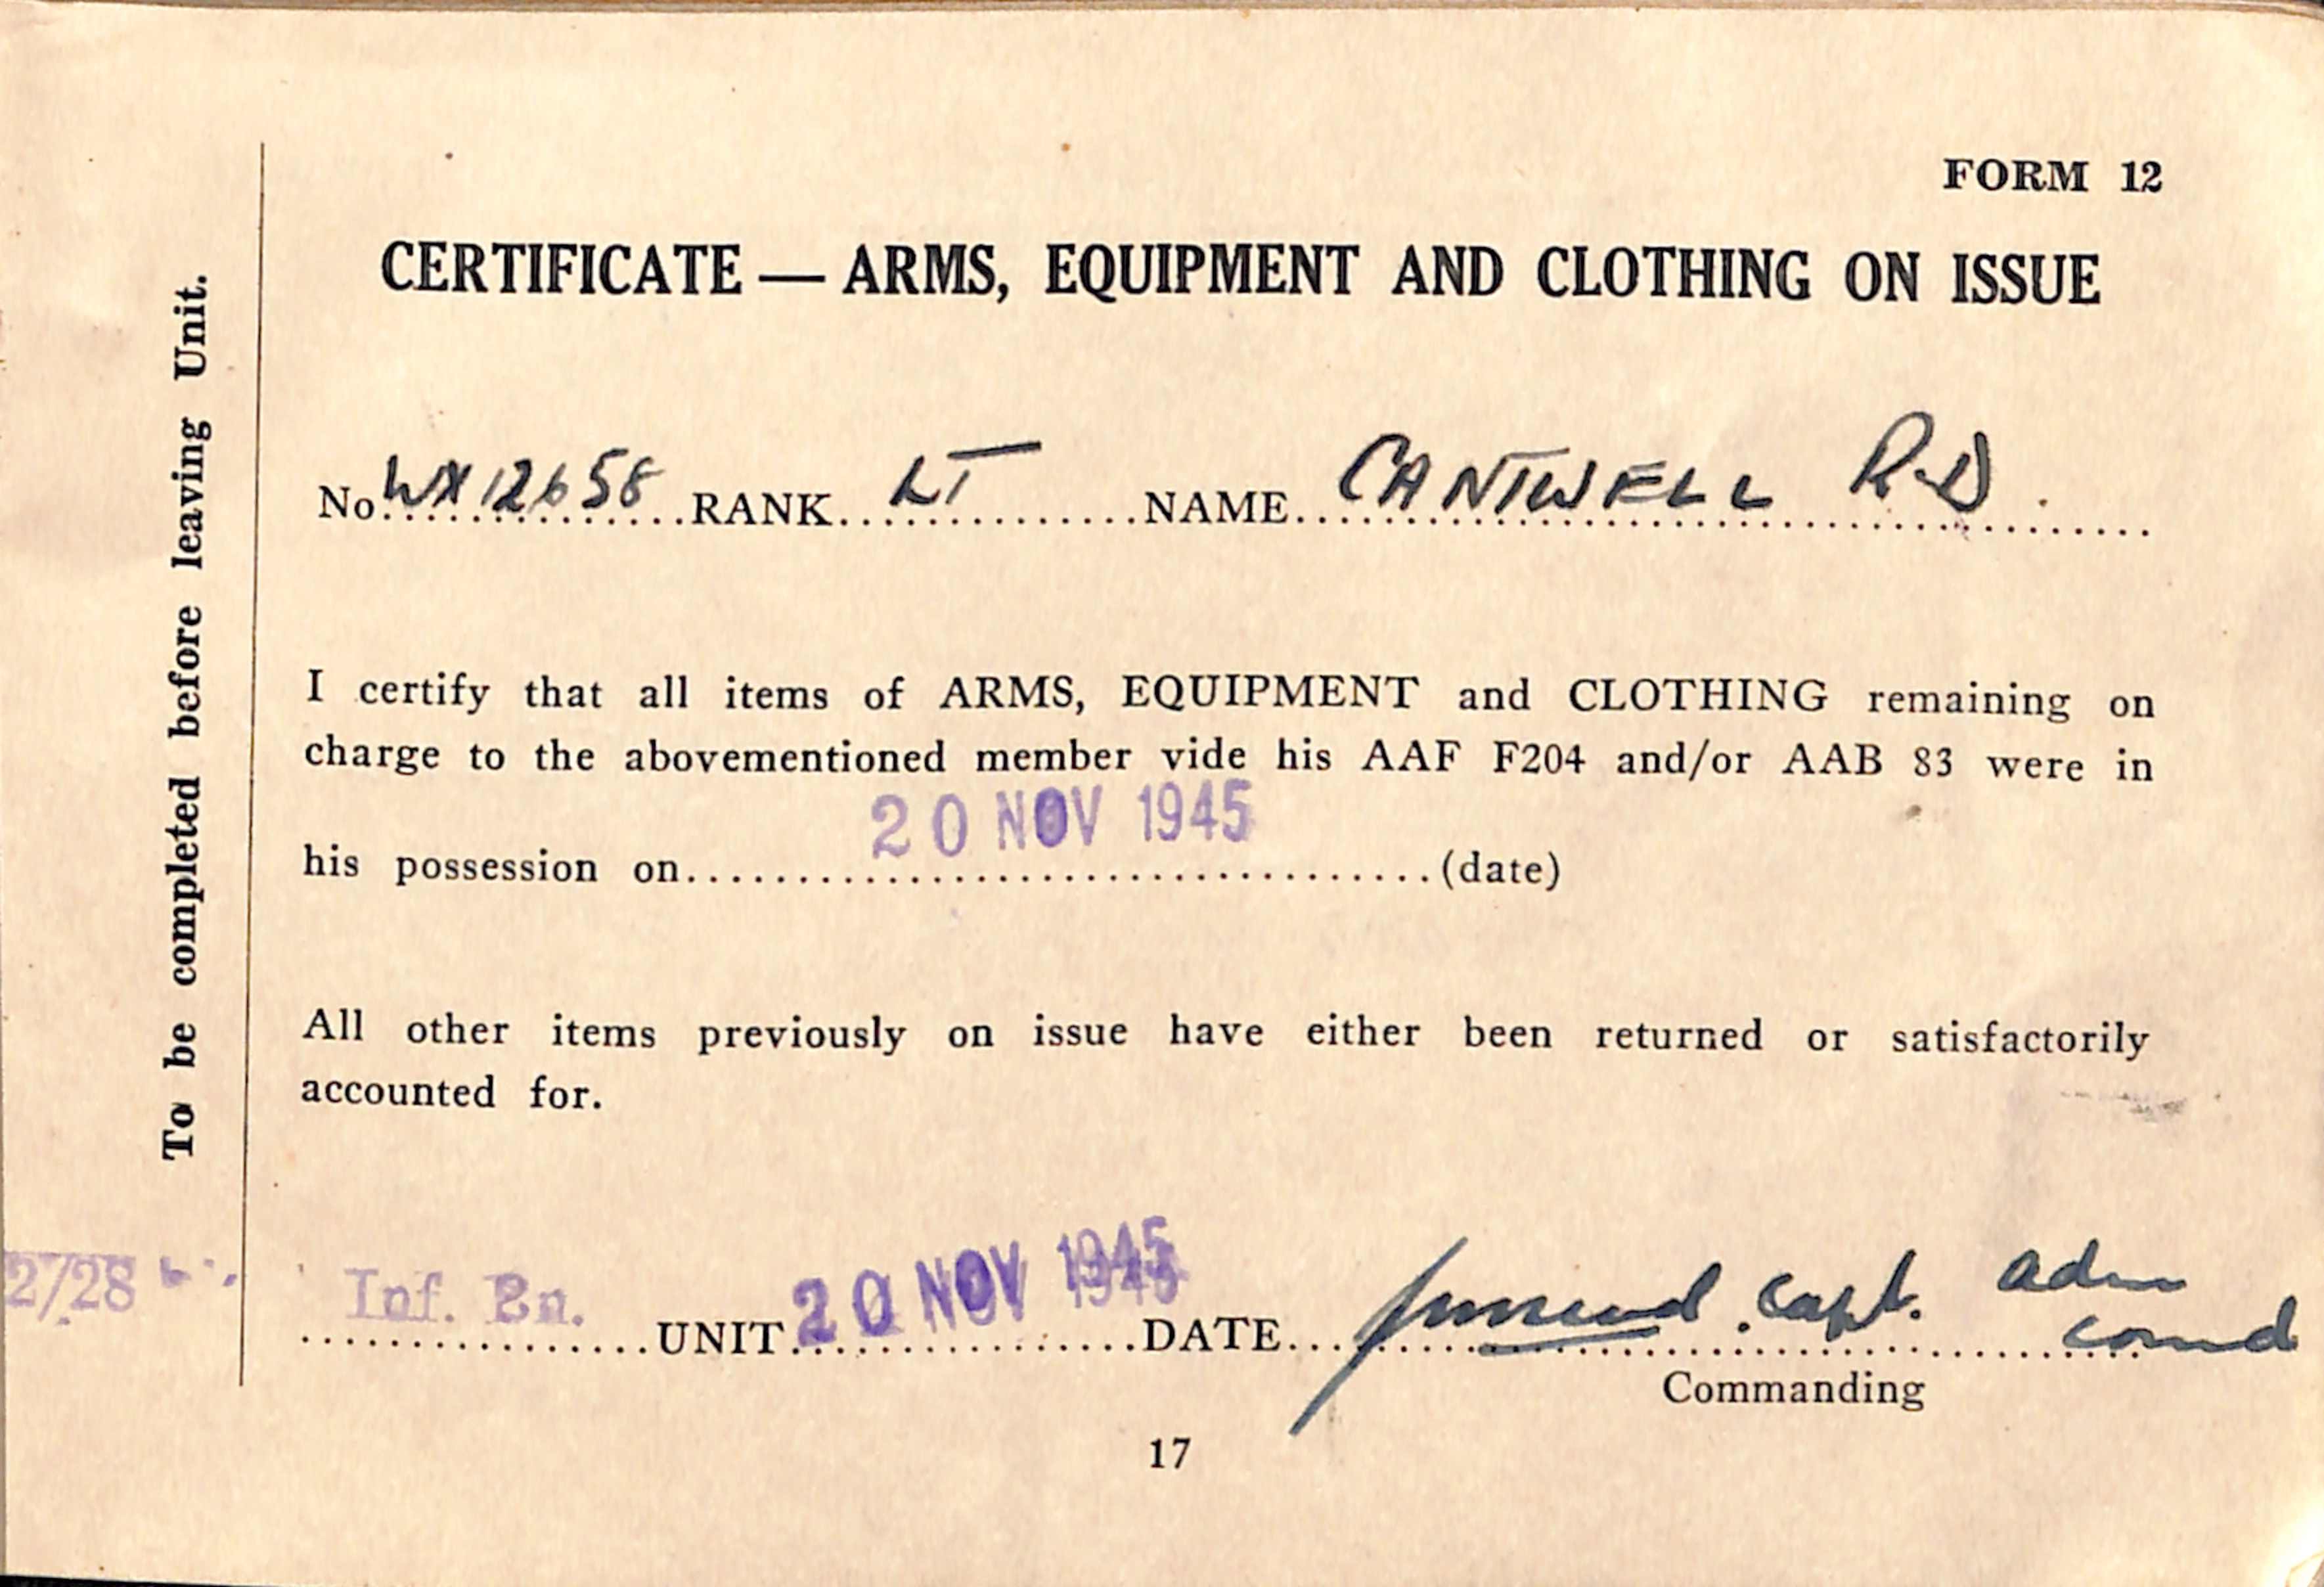 FORM 12
CERTIFICATE — ARMS, EQUIPMENT AND CLOTHING ON ISSUE
To be completed before leaving Unit.
No. WX12658 RANK LT NAME CANTWELL R.D
I certify that all items of ARMS, EQUIPMENT and CLOTHING remaining on
charge to the abovementioned member vide his AAF F204 and/or AAB 83 were in
his possession on 20 NOV 1945 (date)
All other items previously on issue have either been returned or satisfactorily
accounted for.
2/28 Inf. Bn. UNIT 20 NOV 1945 DATE Capt. adm
comd
Commanding
17